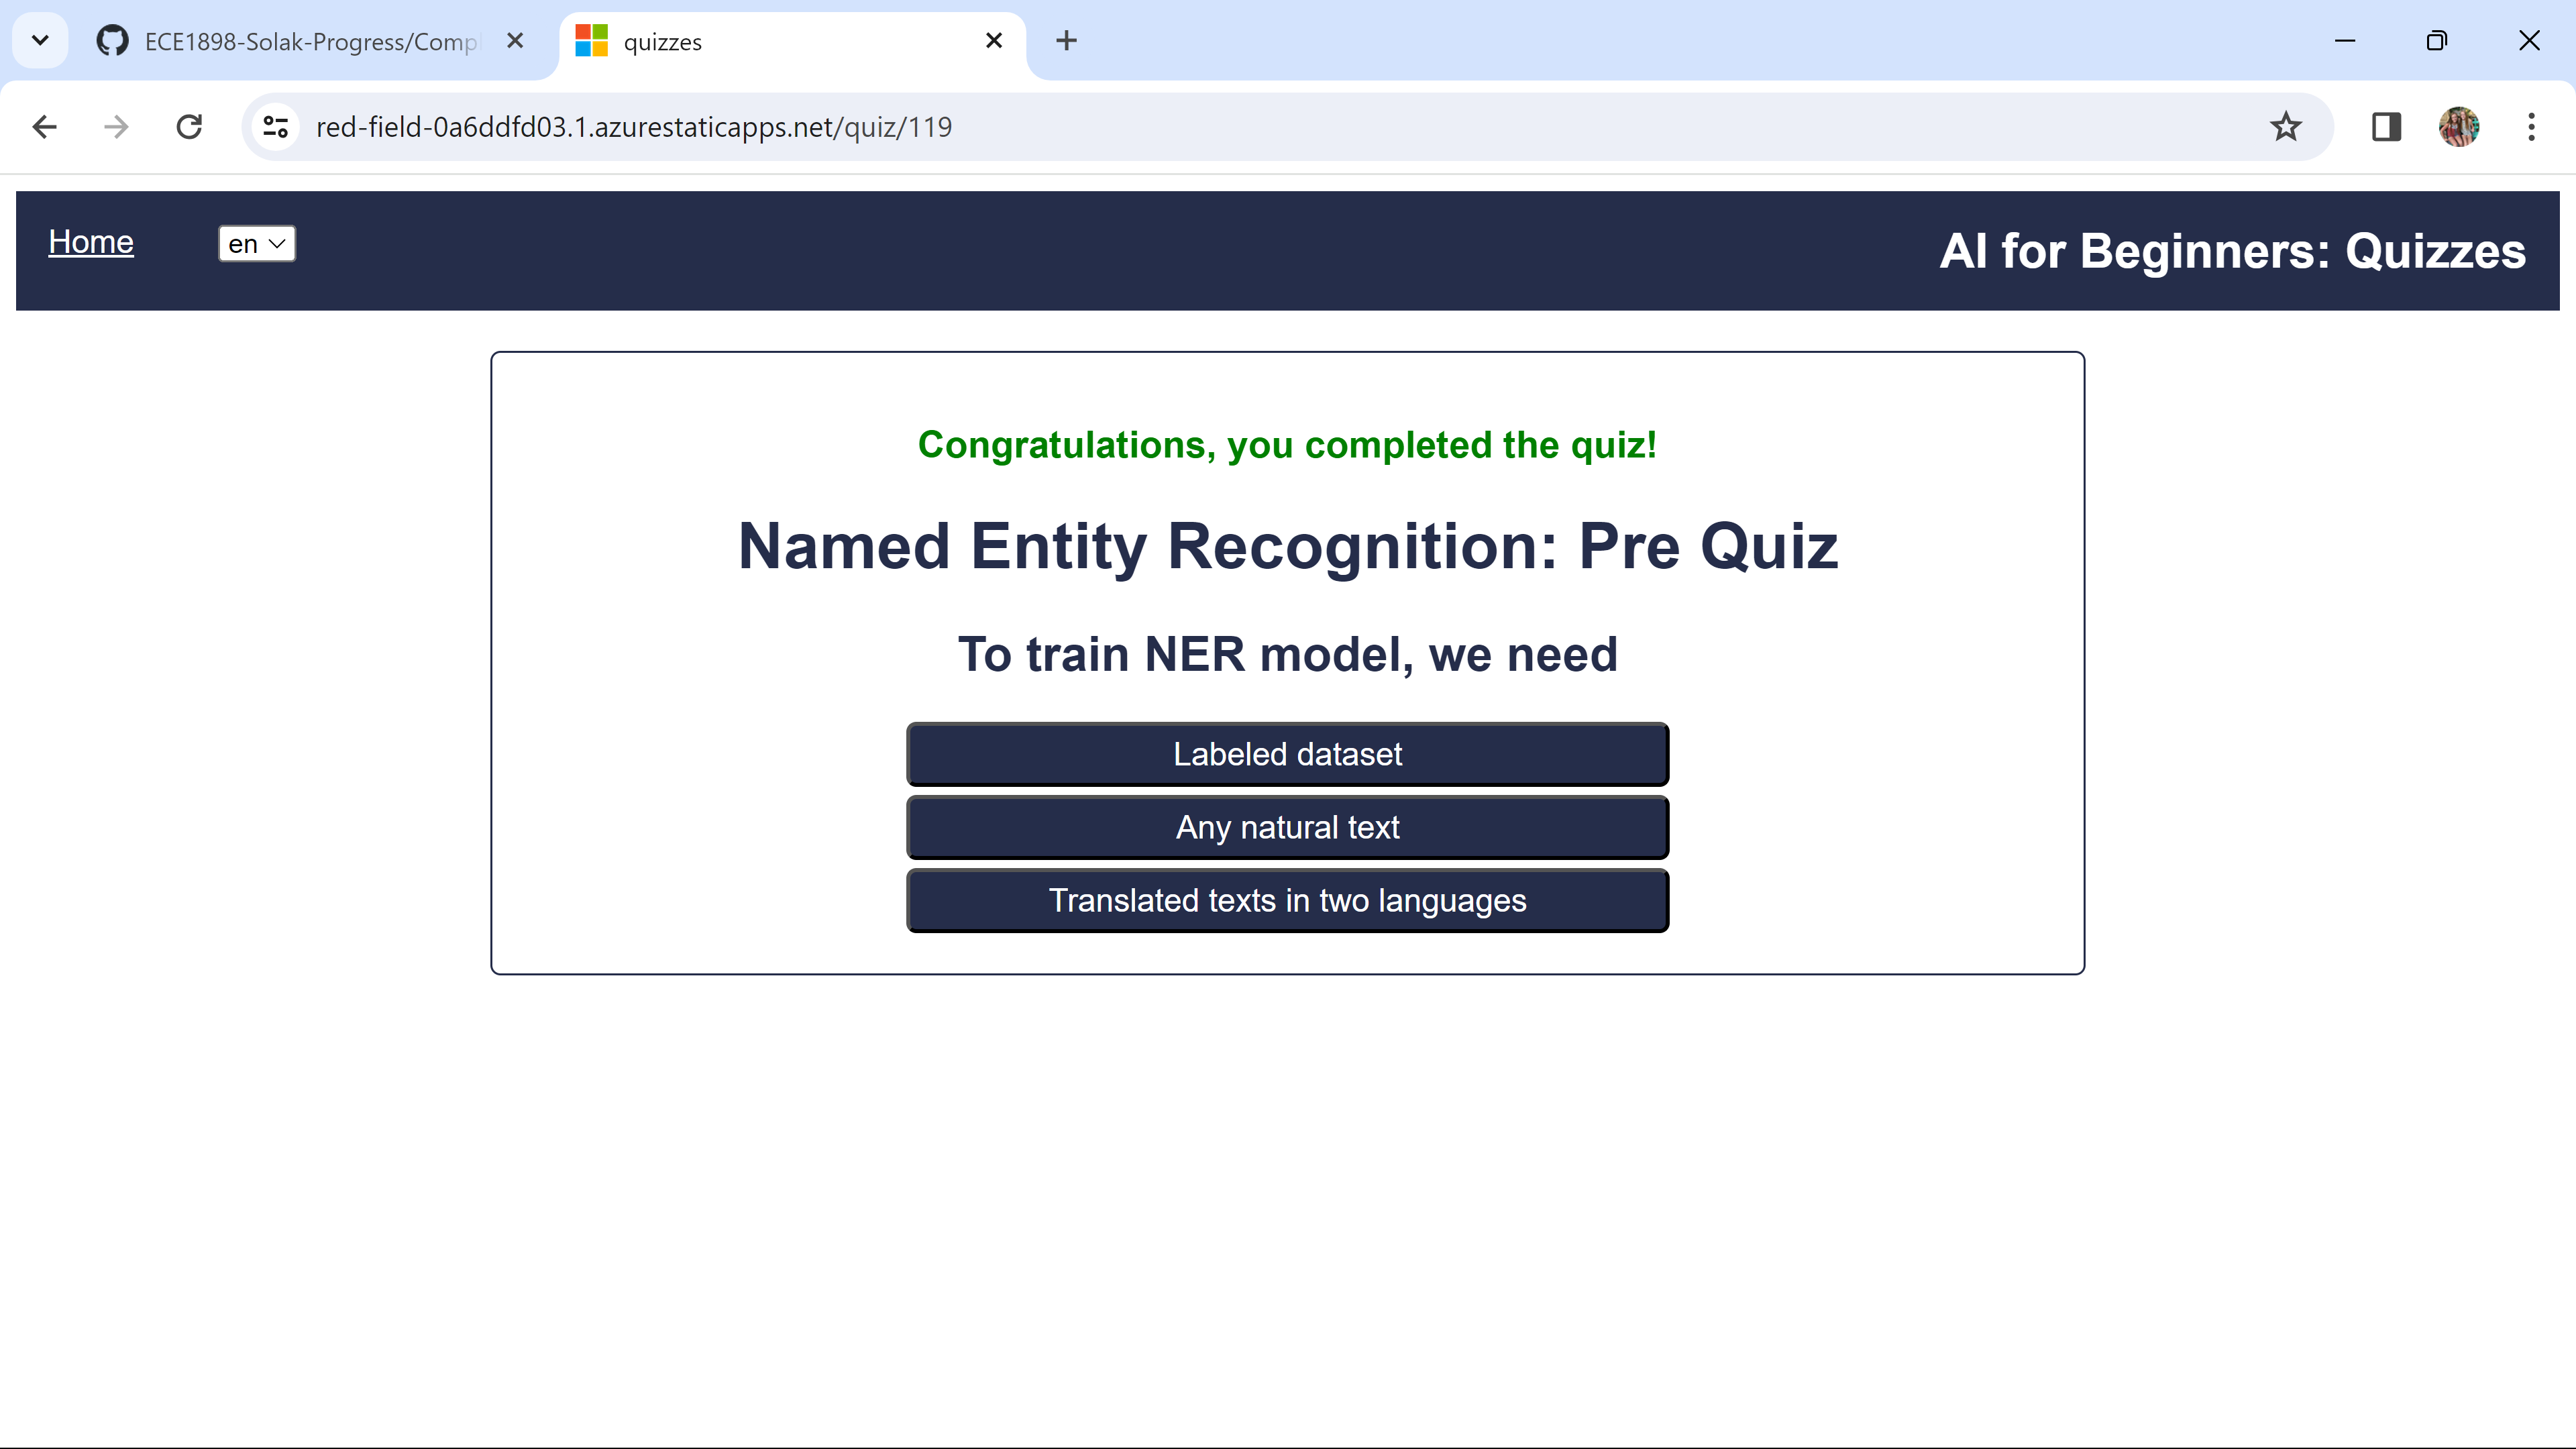 ECE1898-Solak-Progress/Comp
quizzes
red-field-0a6ddfd03.1.azurestaticapps.net/quiz/119
Home
en
AI for Beginners: Quizzes
Congratulations, you completed the quiz!
Named Entity Recognition: Pre Quiz
To train NER model, we need
Labeled dataset
Any natural text
Translated texts in two languages